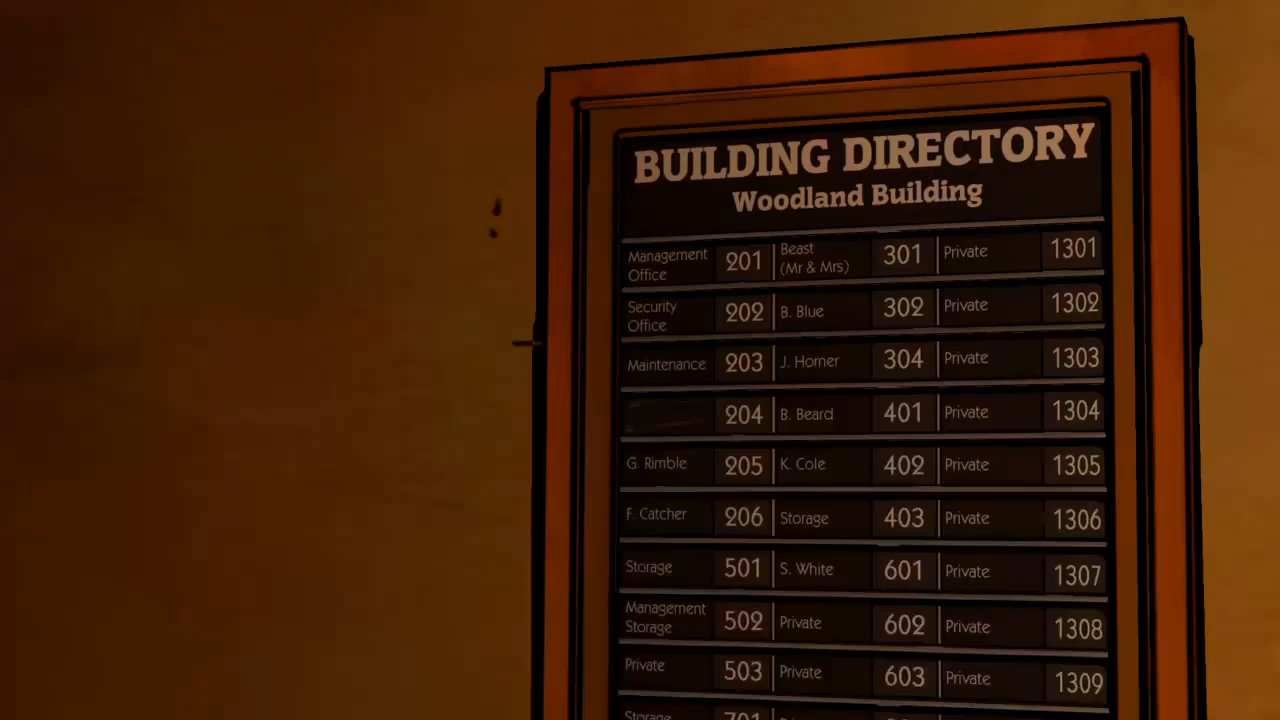 BUILDING DIRECTORY
Woodland Building
Management Office 201 Beast (Mr & Mrs) 301 Private 1301
Security Office 202 B. Blue 302 Private 1302
Maintenance 203 J. Horner 304 Private 1303
204 B. Beard 401 Private 1304
G. Rimble 205 K. Cole 402 Private 1305
F. Catcher 206 Storage 403 Private 1306
Storage 501 S. White 601 Private 1307
Management Storage 502 Private 602 Private 1308
Private 503 Private 603 Private 1309
Storage 701